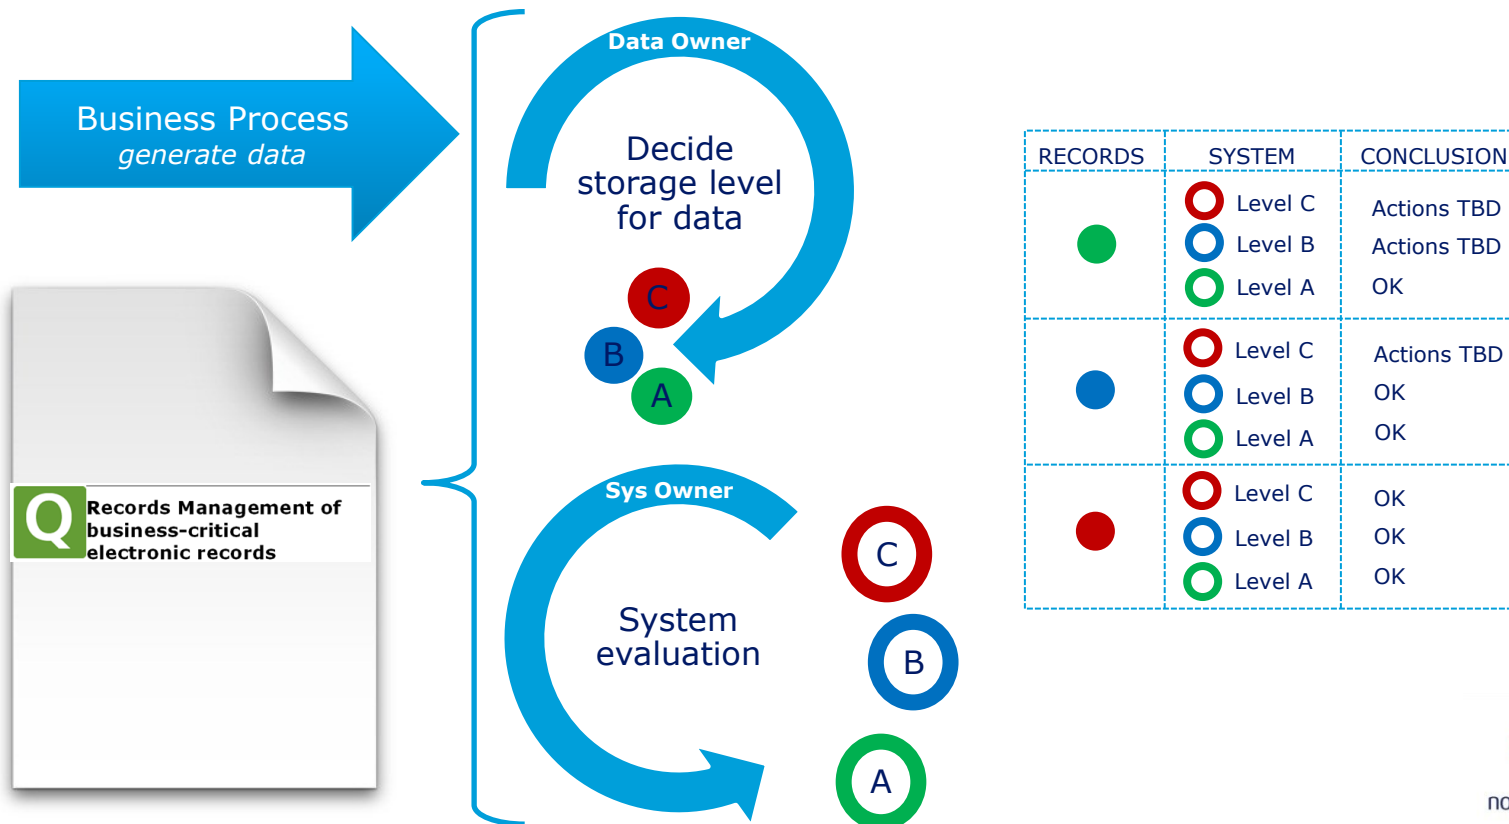 Business Process
generate data
Q
Records Management of
business-critical
electronic records
Data Owner
Decide
storage level
for data
C
B
A
Sys Owner
System
evaluation
C
B
A
RECORDS SYSTEM CONCLUSION
Level C Actions TBD
Level B Actions TBD
Level A OK
Level C Actions TBD
Level B OK
Level A OK
Level C OK
Level B OK
Level A OK